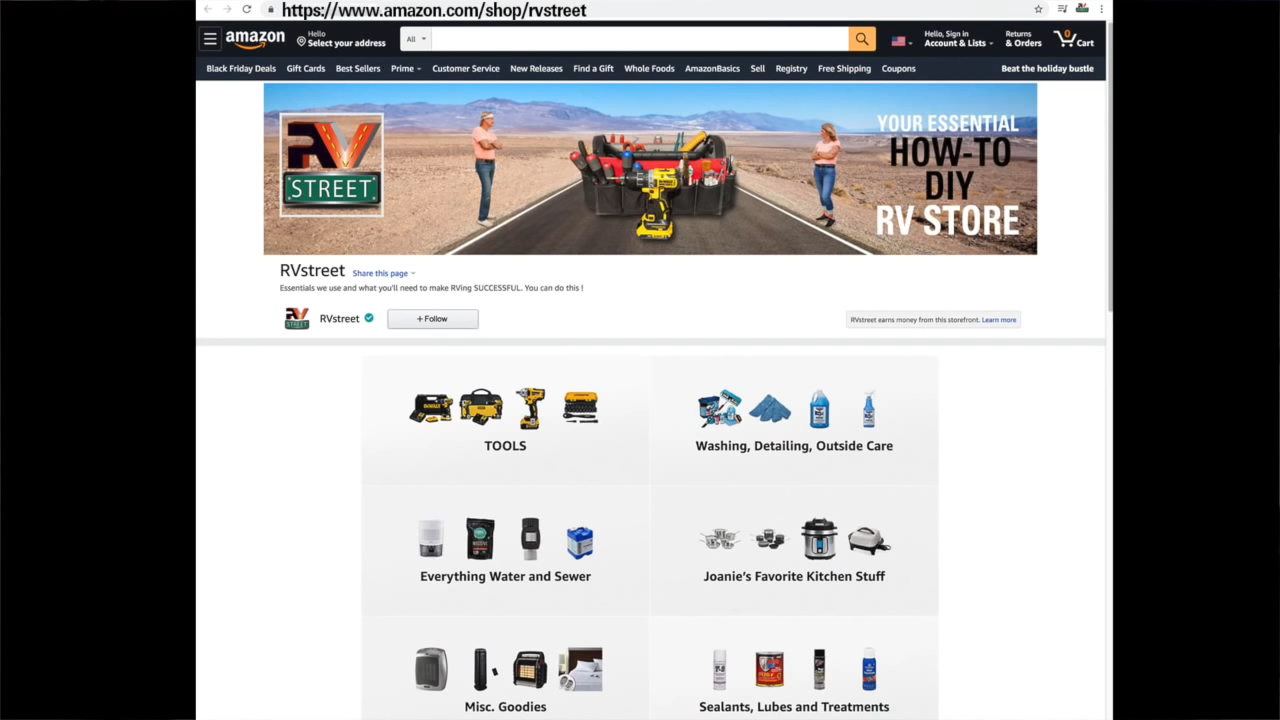 https://www.amazon.com/shop/rvstreet
amazon
Hello
Select your address
All
Hello, Sign in
Account & Lists
Returns
& Orders
0
Cart
Black Friday Deals Gift Cards Best Sellers Prime Customer Service New Releases Find a Gift Whole Foods AmazonBasics Sell Registry Free Shipping Coupons Beat the holiday bustle
RV
STREET
YOUR ESSENTIAL
HOW-TO
DIY
RV STORE
RVstreet Share this page
Essentials we use and what you'll need to make RVing SUCCESSFUL. You can do this !
RVstreet
+ Follow
RVstreet earns money from this storefront. Learn more
TOOLS
Washing, Detailing, Outside Care
Everything Water and Sewer
Joanie's Favorite Kitchen Stuff
Misc. Goodies
Sealants, Lubes and Treatments